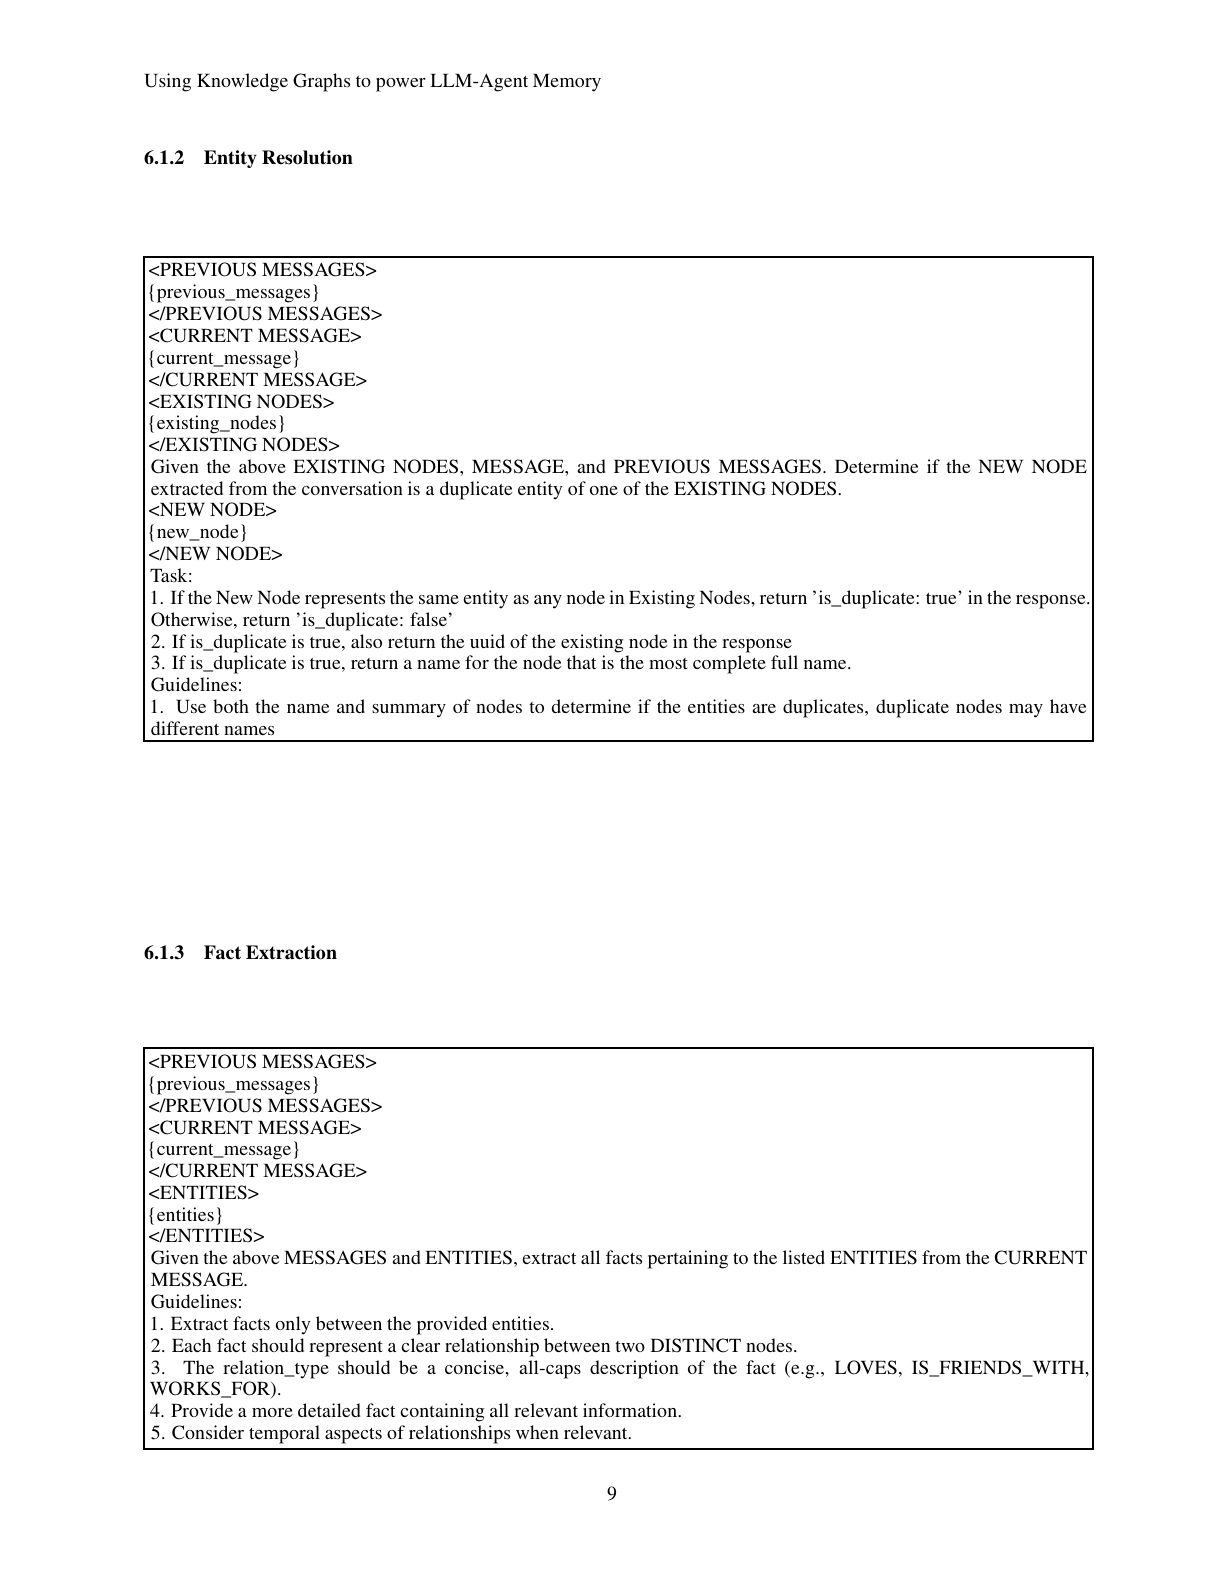 Using Knowledge Graphs to power LLM-Agent Memory
6.1.2 Entity Resolution
<PREVIOUS MESSAGES>
{previous_messages}
</PREVIOUS MESSAGES>
<CURRENT MESSAGE>
{current_message}
</CURRENT MESSAGE>
<EXISTING NODES>
{existing_nodes}
</EXISTING NODES>
Given the above EXISTING NODES, MESSAGE, and PREVIOUS MESSAGES. Determine if the NEW NODE
extracted from the conversation is a duplicate entity of one of the EXISTING NODES.
<NEW NODE>
{new_node}
</NEW NODE>
Task:
1. If the New Node represents the same entity as any node in Existing Nodes, return ’is_duplicate: true’ in the response.
Otherwise, return ’is_duplicate: false’
2. If is_duplicate is true, also return the uuid of the existing node in the response
3. If is_duplicate is true, return a name for the node that is the most complete full name.
Guidelines:
1. Use both the name and summary of nodes to determine if the entities are duplicates, duplicate nodes may have
different names
6.1.3 Fact Extraction
<PREVIOUS MESSAGES>
{previous_messages}
</PREVIOUS MESSAGES>
<CURRENT MESSAGE>
{current_message}
</CURRENT MESSAGE>
<ENTITIES>
{entities}
</ENTITIES>
Given the above MESSAGES and ENTITIES, extract all facts pertaining to the listed ENTITIES from the CURRENT
MESSAGE.
Guidelines:
1. Extract facts only between the provided entities.
2. Each fact should represent a clear relationship between two DISTINCT nodes.
3. The relation_type should be a concise, all-caps description of the fact (e.g., LOVES, IS_FRIENDS_WITH,
WORKS_FOR).
4. Provide a more detailed fact containing all relevant information.
5. Consider temporal aspects of relationships when relevant.
9